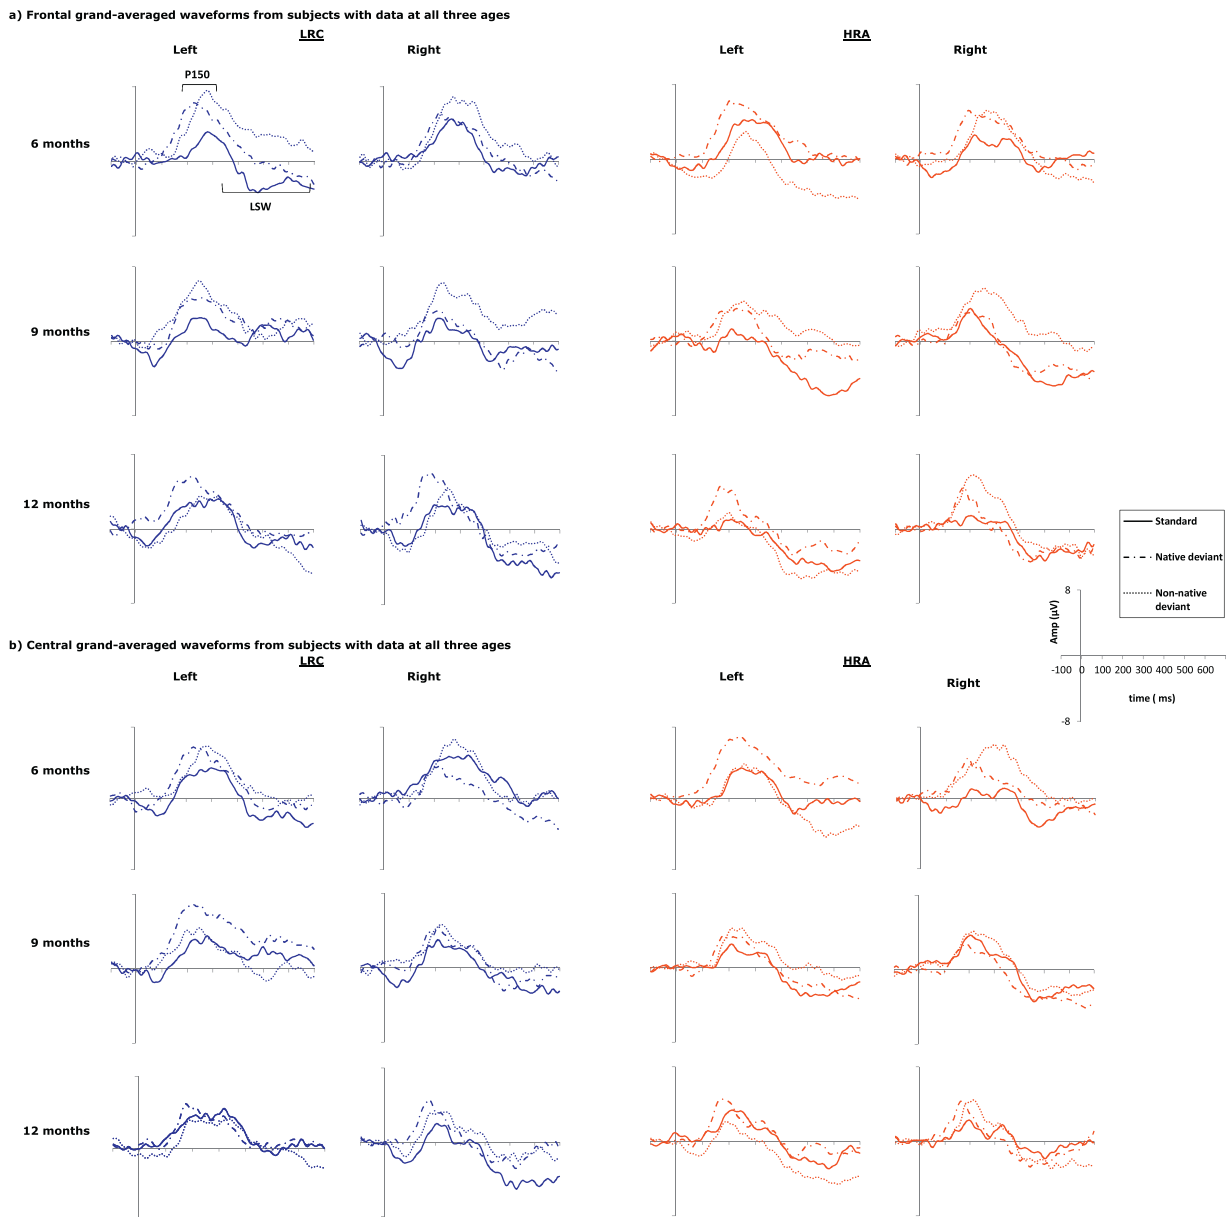 a) Frontal grand-averaged waveforms from subjects with data at all three ages
LRC
HRA
Left
Right
Left
Right
P150
6 months
LSW
9 months
12 months
Standard
Native deviant
Non-native
deviant
8
Amp (µV)
-100 0 100 200 300 400 500 600
time ( ms)
-8
b) Central grand-averaged waveforms from subjects with data at all three ages
LRC
HRA
Left
Right
Left
Right
6 months
9 months
12 months